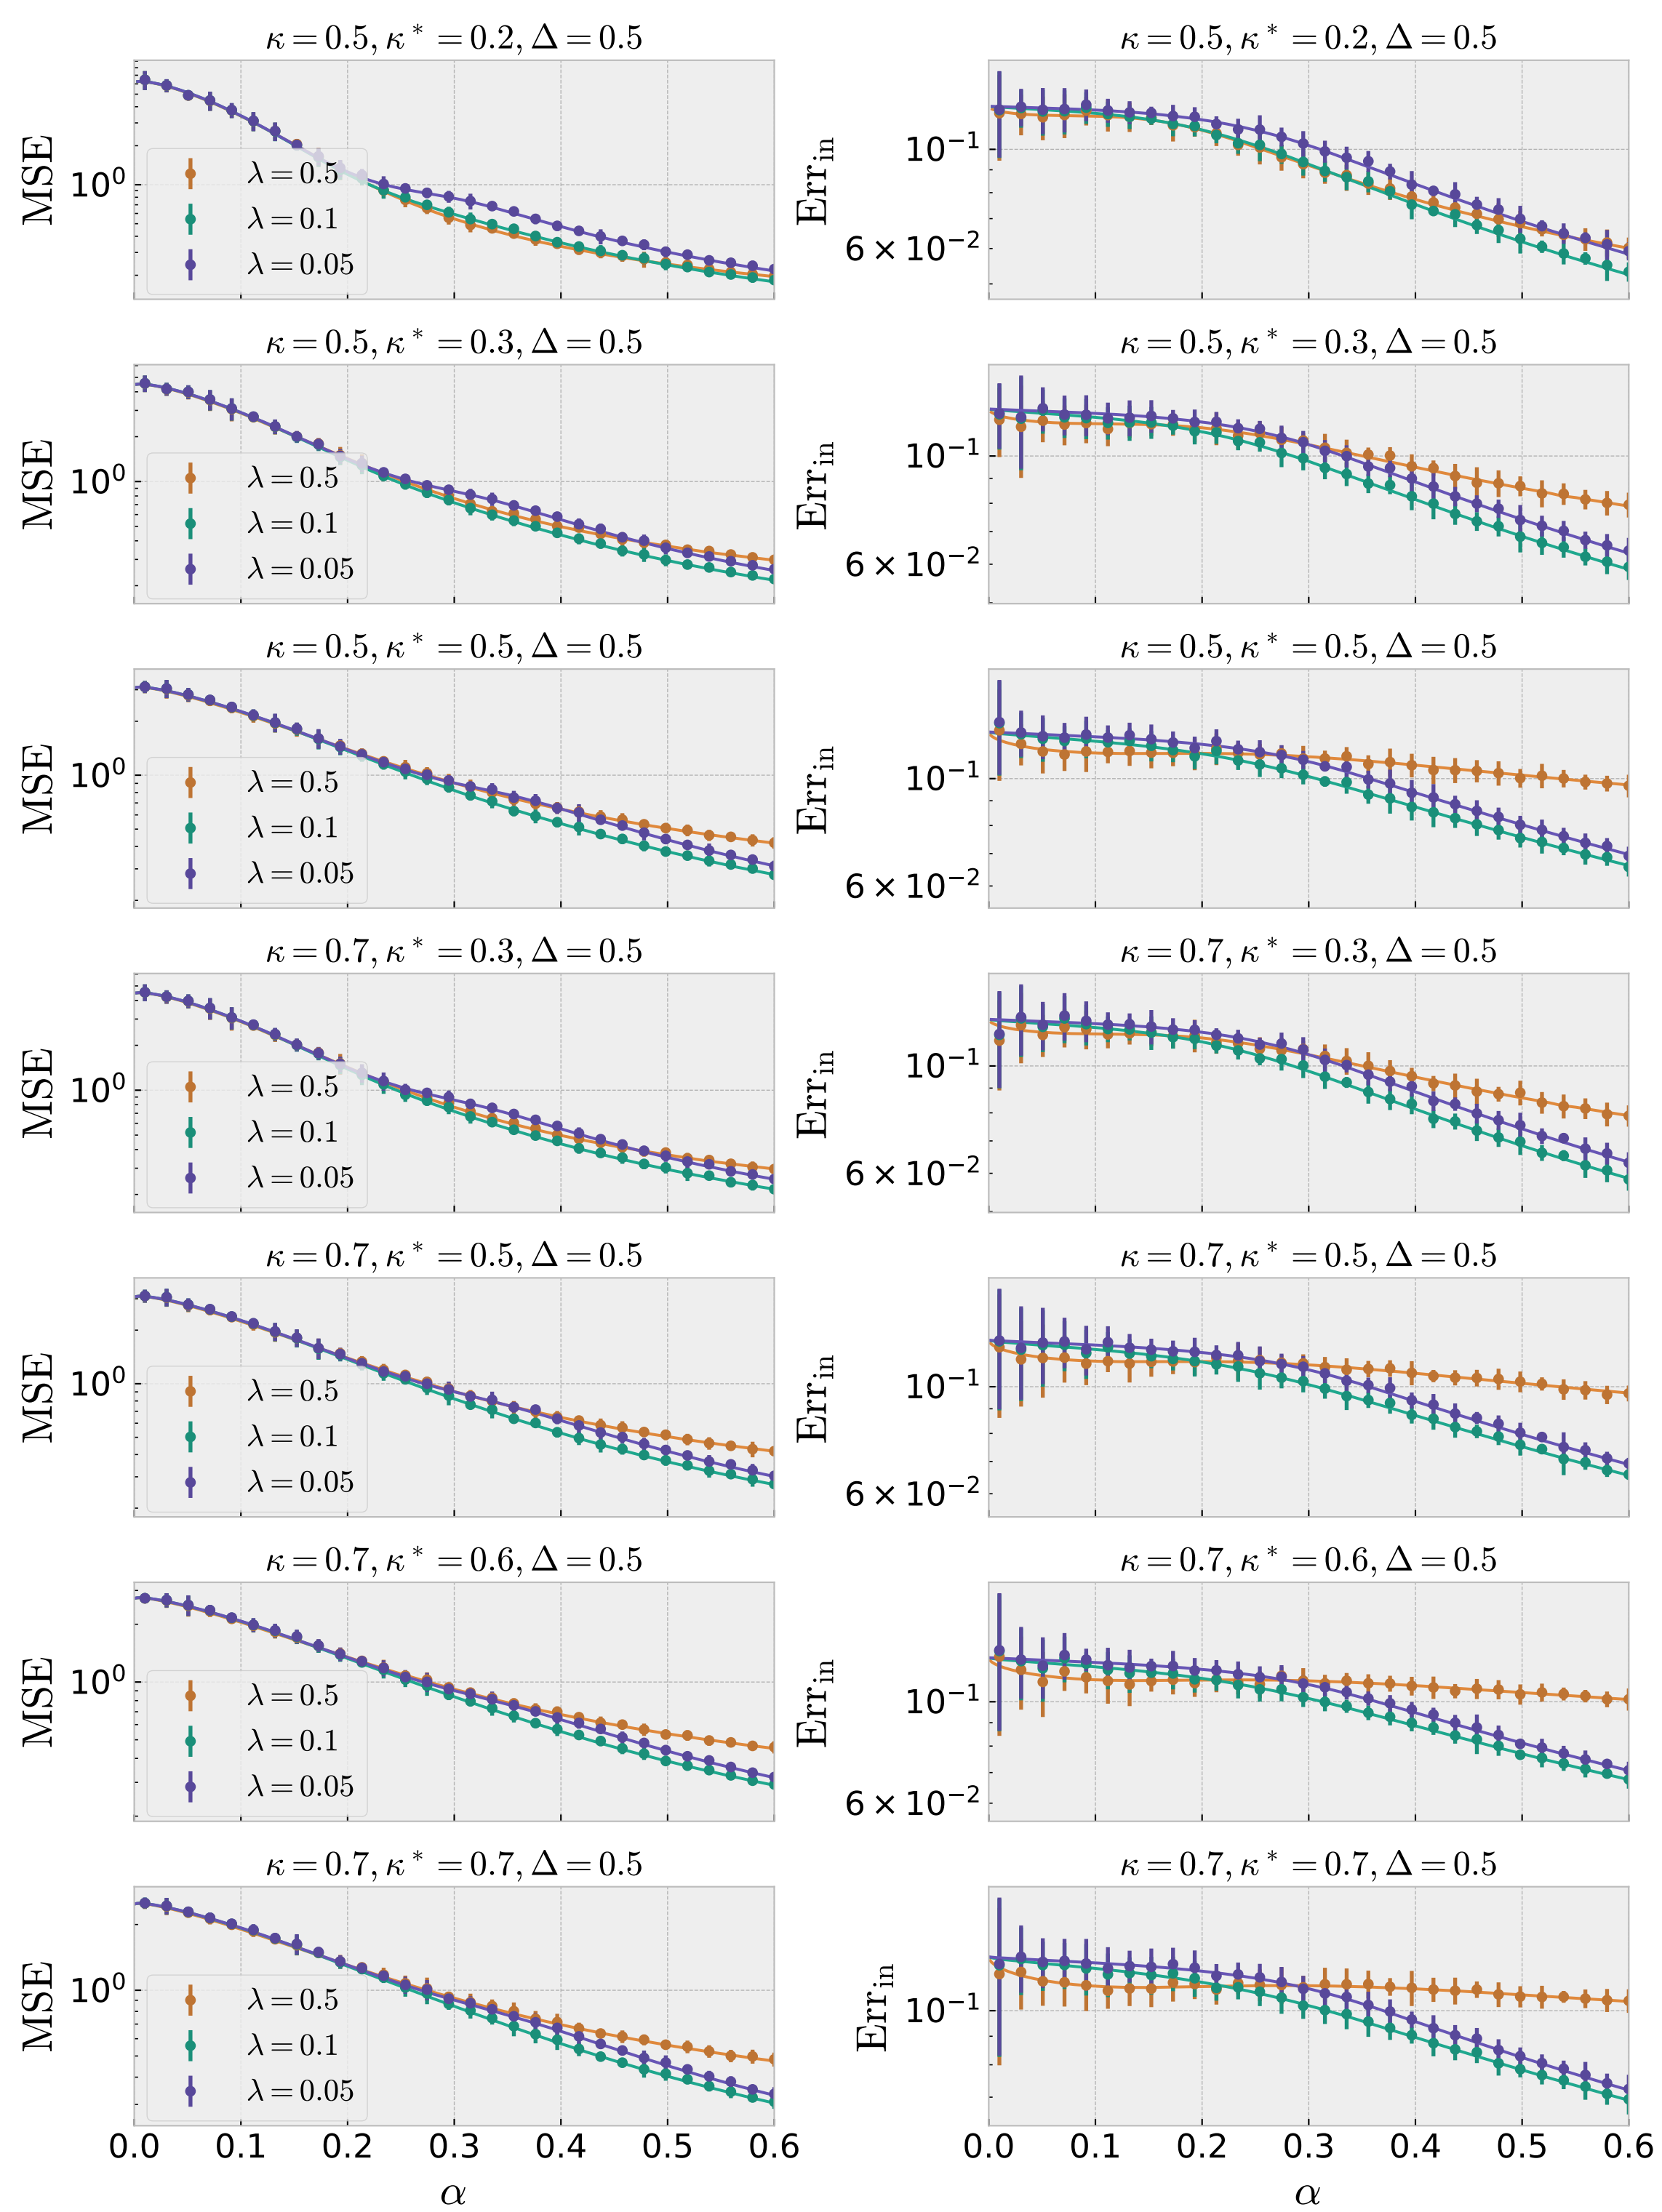 κ = 0.5, κ* = 0.2, Δ = 0.5
MSE
10⁰
λ = 0.5
λ = 0.1
λ = 0.05
κ = 0.5, κ* = 0.2, Δ = 0.5
Err_in
10⁻¹
6 × 10⁻²
κ = 0.5, κ* = 0.3, Δ = 0.5
MSE
10⁰
λ = 0.5
λ = 0.1
λ = 0.05
κ = 0.5, κ* = 0.3, Δ = 0.5
Err_in
10⁻¹
6 × 10⁻²
κ = 0.5, κ* = 0.5, Δ = 0.5
MSE
10⁰
λ = 0.5
λ = 0.1
λ = 0.05
κ = 0.5, κ* = 0.5, Δ = 0.5
Err_in
10⁻¹
6 × 10⁻²
κ = 0.7, κ* = 0.3, Δ = 0.5
MSE
10⁰
λ = 0.5
λ = 0.1
λ = 0.05
κ = 0.7, κ* = 0.3, Δ = 0.5
Err_in
10⁻¹
6 × 10⁻²
κ = 0.7, κ* = 0.5, Δ = 0.5
MSE
10⁰
λ = 0.5
λ = 0.1
λ = 0.05
κ = 0.7, κ* = 0.5, Δ = 0.5
Err_in
10⁻¹
6 × 10⁻²
κ = 0.7, κ* = 0.6, Δ = 0.5
MSE
10⁰
λ = 0.5
λ = 0.1
λ = 0.05
κ = 0.7, κ* = 0.6, Δ = 0.5
Err_in
10⁻¹
6 × 10⁻²
κ = 0.7, κ* = 0.7, Δ = 0.5
MSE
10⁰
λ = 0.5
λ = 0.1
λ = 0.05
0.0 0.1 0.2 0.3 0.4 0.5 0.6
α
κ = 0.7, κ* = 0.7, Δ = 0.5
Err_in
10⁻¹
0.0 0.1 0.2 0.3 0.4 0.5 0.6
α